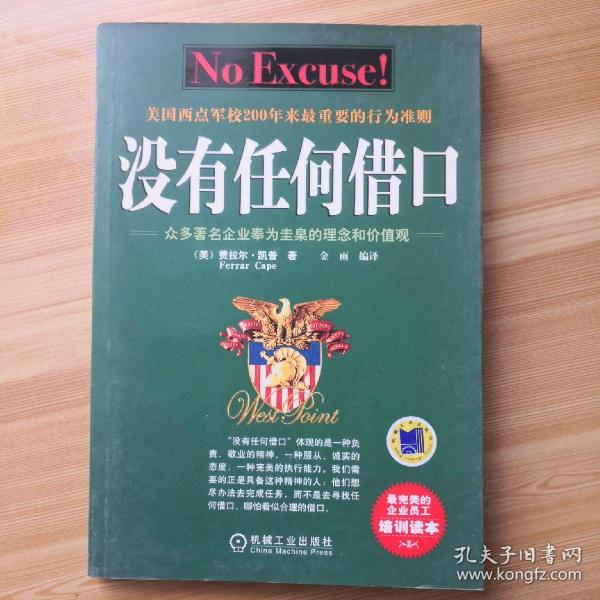 No Excuse!
美国西点军校200年来最重要的行为准则
没有任何借口
众多著名企业奉为圭臬的理念和价值观
（美）费拉尔·凯普 著 金雨 编译
Ferrar Cape
West Point
“没有任何借口”体现的是一种负
责、敬业的精神，一种服从、诚实的
态度，一种完美的执行能力。我们需
要的正是具备这种精神的人：他们想
尽办法去完成任务，而不是去寻找任
何借口，哪怕看似合理的借口。
最完美的
企业员工
培训读本
机械工业出版社
China Machine Press
孔夫子旧书网
www.kongfz.com